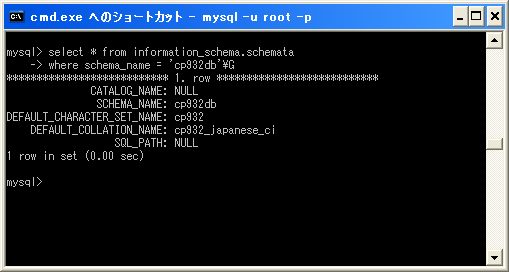 cmd.exe へのショートカット - mysql -u root -p
mysql> select * from information_schema.schemata
    -> where schema_name = 'cp932db'¥G
*************************** 1. row ***************************
              CATALOG_NAME: NULL
               SCHEMA_NAME: cp932db
DEFAULT_CHARACTER_SET_NAME: cp932
    DEFAULT_COLLATION_NAME: cp932_japanese_ci
                  SQL_PATH: NULL
1 row in set (0.00 sec)
mysql>